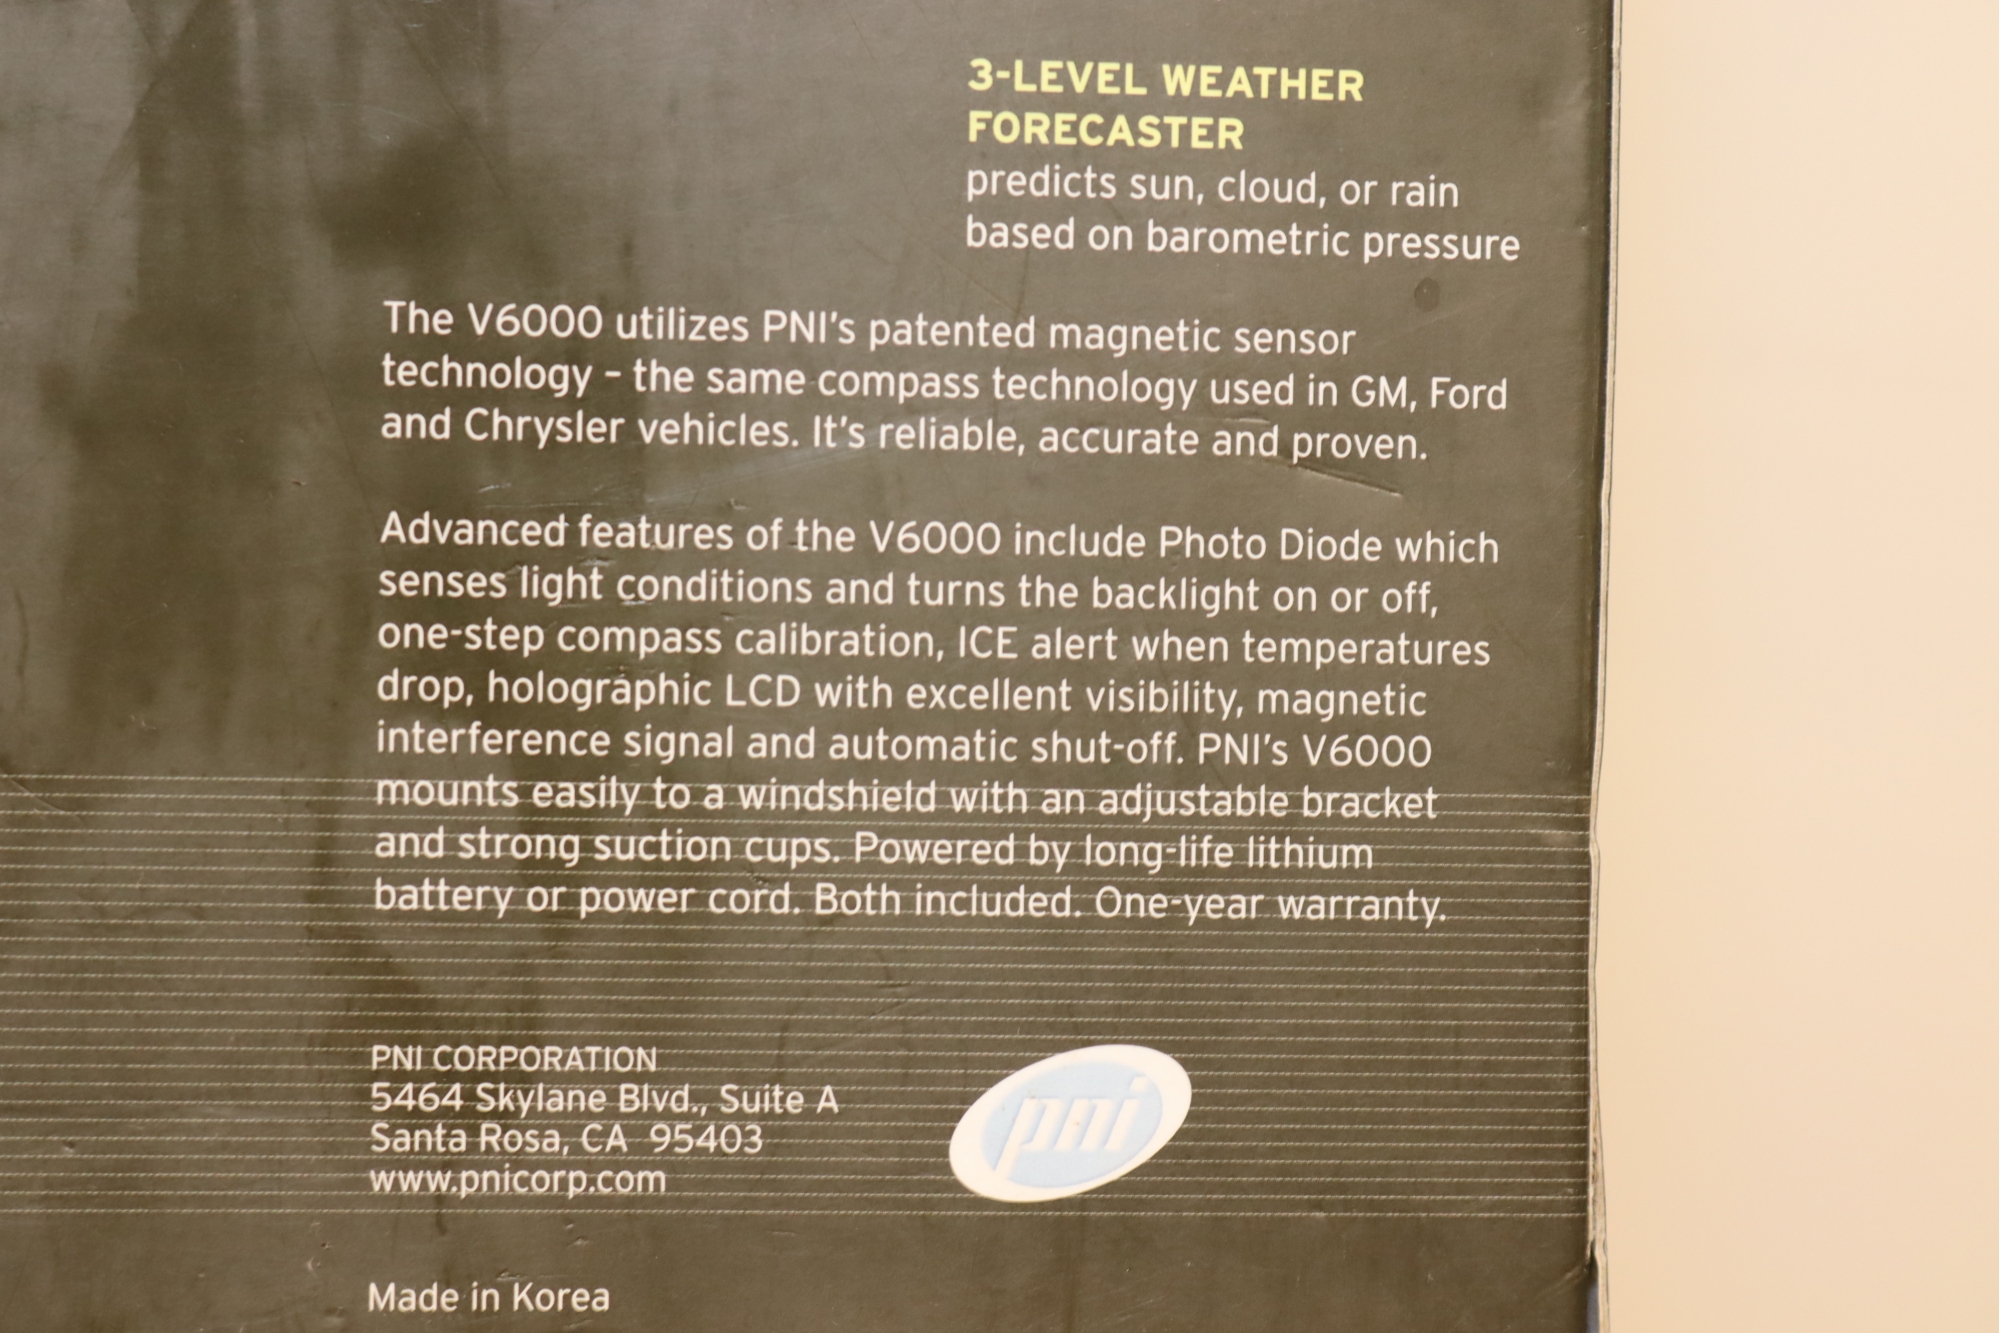 3-LEVEL WEATHER
FORECASTER
predicts sun, cloud, or rain
based on barometric pressure
The V6000 utilizes PNI's patented magnetic sensor
technology – the same compass technology used in GM, Ford
and Chrysler vehicles. It's reliable, accurate and proven.
Advanced features of the V6000 include Photo Diode which
senses light conditions and turns the backlight on or off,
one-step compass calibration, ICE alert when temperatures
drop, holographic LCD with excellent visibility, magnetic
interference signal and automatic shut-off. PNI's V6000
mounts easily to a windshield with an adjustable bracket
and strong suction cups. Powered by long-life lithium
battery or power cord. Both included. One-year warranty.
PNI CORPORATION
5464 Skylane Blvd., Suite A
Santa Rosa, CA  95403
www.pnicorp.com
pni
Made in Korea